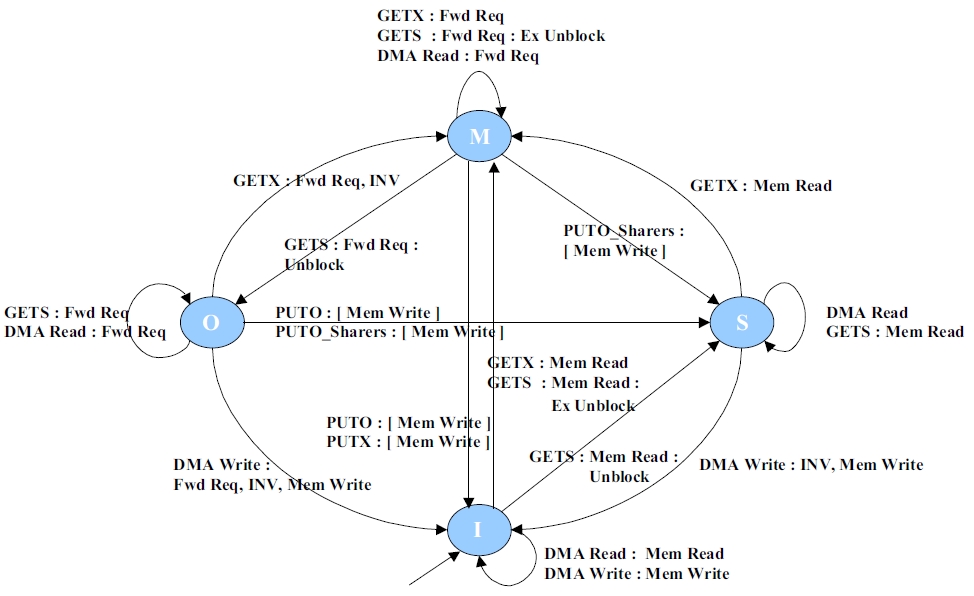 GETX : Fwd Req
GETS : Fwd Req : Ex Unblock
DMA Read : Fwd Req
M
GETX : Fwd Req, INV
GETX : Mem Read
PUTO_Sharers :
[ Mem Write ]
GETS : Fwd Req :
Unblock
GETS : Fwd Req
DMA Read : Fwd Req
O
PUTO : [ Mem Write ]
PUTO_Sharers : [ Mem Write ]
S
DMA Read
GETS : Mem Read
GETX : Mem Read
GETS : Mem Read :
Ex Unblock
PUTO : [ Mem Write ]
PUTX : [ Mem Write ]
GETS : Mem Read :
Unblock
DMA Write :
Fwd Req, INV, Mem Write
DMA Write : INV, Mem Write
I
DMA Read : Mem Read
DMA Write : Mem Write